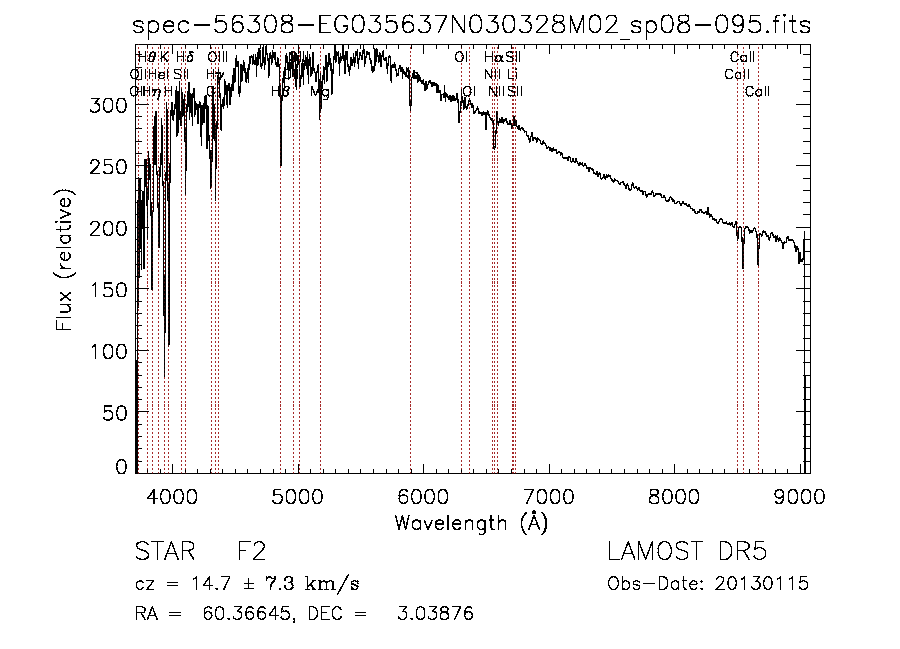 spec-56308-EG035637N030328M02_sp08-095.fits
Hθ K Hδ OIII OI Hα SII CaII
HeI SII Hγ NII Li CaII
Hη Hβ Mg OI NII SII CaII
300
250
200
150
100
50
0
Flux (relative)
4000 5000 6000 7000 8000 9000
Wavelength (Å)
STAR F2 LAMOST DR5
cz = 14.7 ± 7.3 km/s Obs-Date: 20130115
RA = 60.36645, DEC = 3.03876